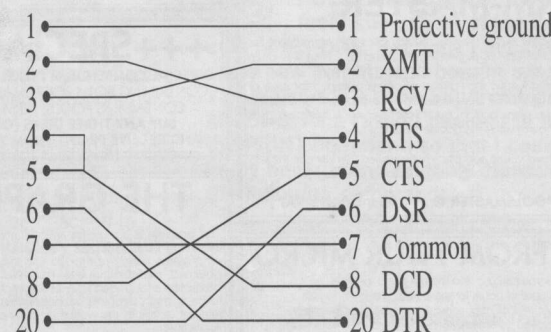 1 1 Protective ground
2 2 XMT
3 3 RCV
4 4 RTS
5 5 CTS
6 6 DSR
7 7 Common
8 8 DCD
20 20 DTR